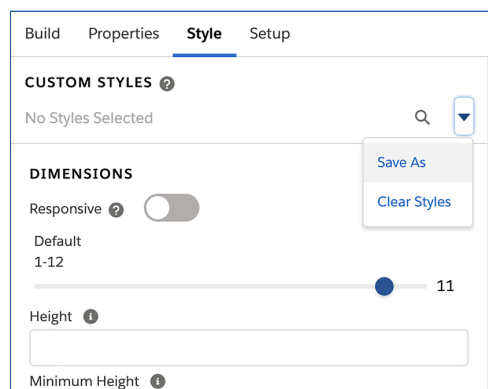 Build Properties Style Setup
CUSTOM STYLES ?
No Styles Selected
Save As
Clear Styles
DIMENSIONS
Responsive ?
Default
1-12
11
Height i
Minimum Height i